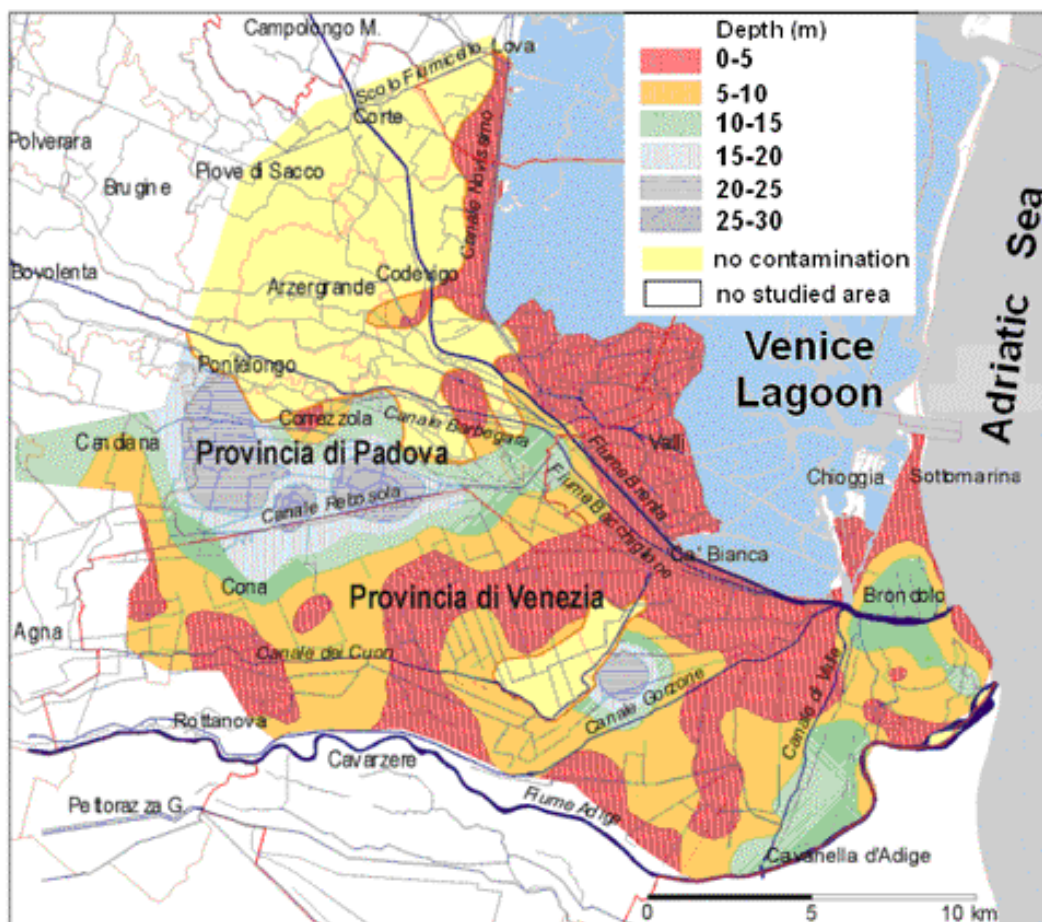 Campolongo M.
Scolo Fiumicello Lova
Corte
Polverara
Piove di Sacco
Brugine
Canale Novissimo
Bovolenta
Codevigo
Arzergrande
Pontelongo
Correzzola
Canale Barbegara
Candiana
Provincia di Padova
Canale Rebosola
Fiume Brenta
Valli
Fiume Bacchiglione
Ca' Bianca
Cona
Provincia di Venezia
Agna
Canale dei Cuori
Canale Gorzone
Canale di Valle
Rottanova
Cavarzere
Fiume Adige
Pettorazza G.
Cavanella d'Adige
Chioggia
Sottomarina
Brondolo
Venice
Lagoon
Adriatic Sea
Depth (m)
0-5
5-10
10-15
15-20
20-25
25-30
no contamination
no studied area
0 5 10 km